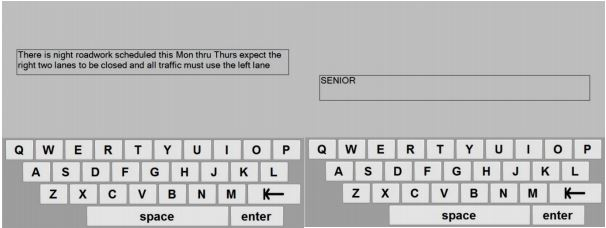 There is night roadwork scheduled this Mon thru Thurs expect the
right two lanes to be closed and all traffic must use the left lane
Q W E R T Y U I O P
A S D F G H J K L
Z X C V B N M
space enter
SENIOR
Q W E R T Y U I O P
A S D F G H J K L
Z X C V B N M
space enter